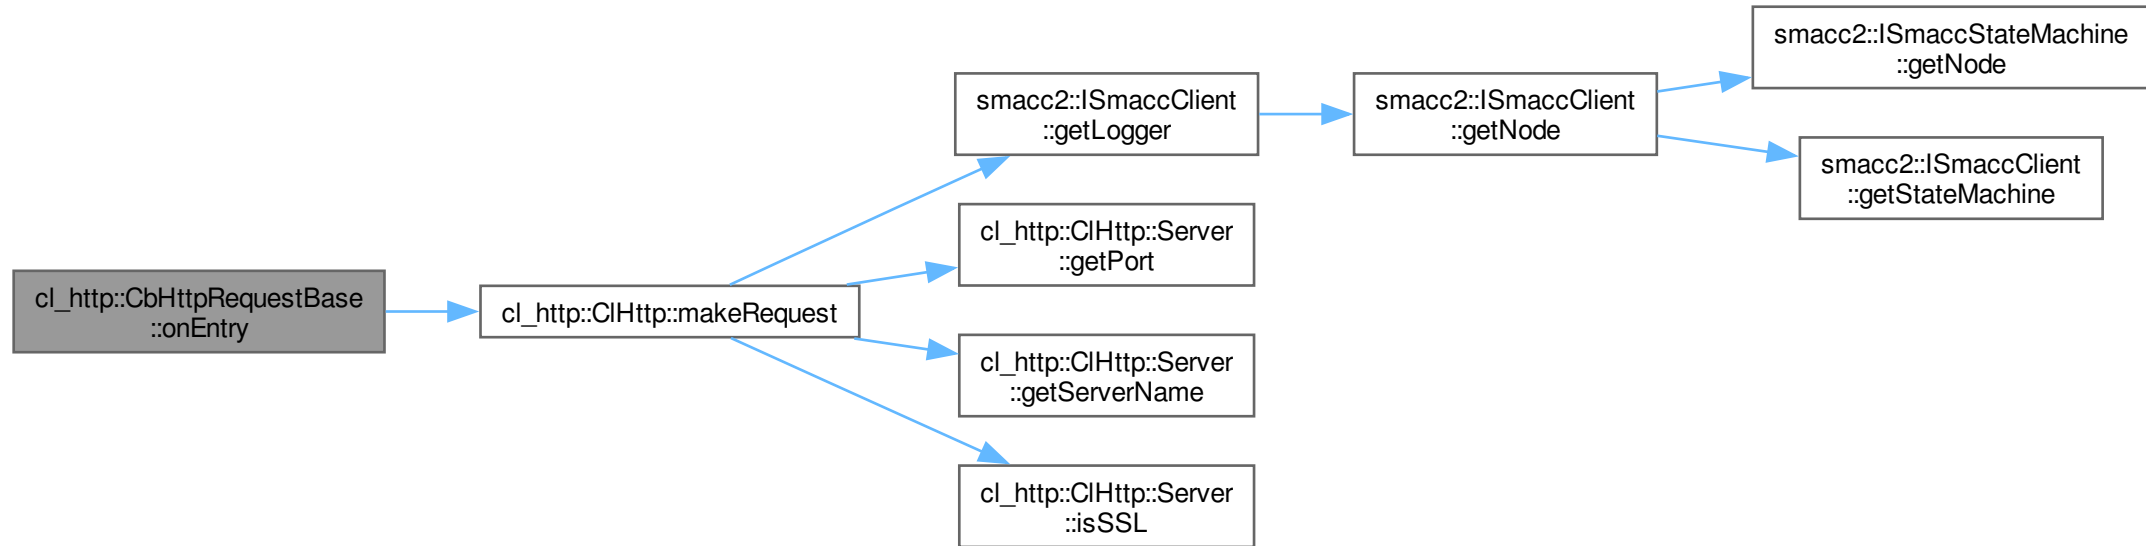 cl_http::CbHttpRequestBase
::onEntry
cl_http::ClHttp::makeRequest
smacc2::ISmaccClient
::getLogger
cl_http::ClHttp::Server
::getPort
cl_http::ClHttp::Server
::getServerName
cl_http::ClHttp::Server
::isSSL
smacc2::ISmaccClient
::getNode
smacc2::ISmaccStateMachine
::getNode
smacc2::ISmaccClient
::getStateMachine